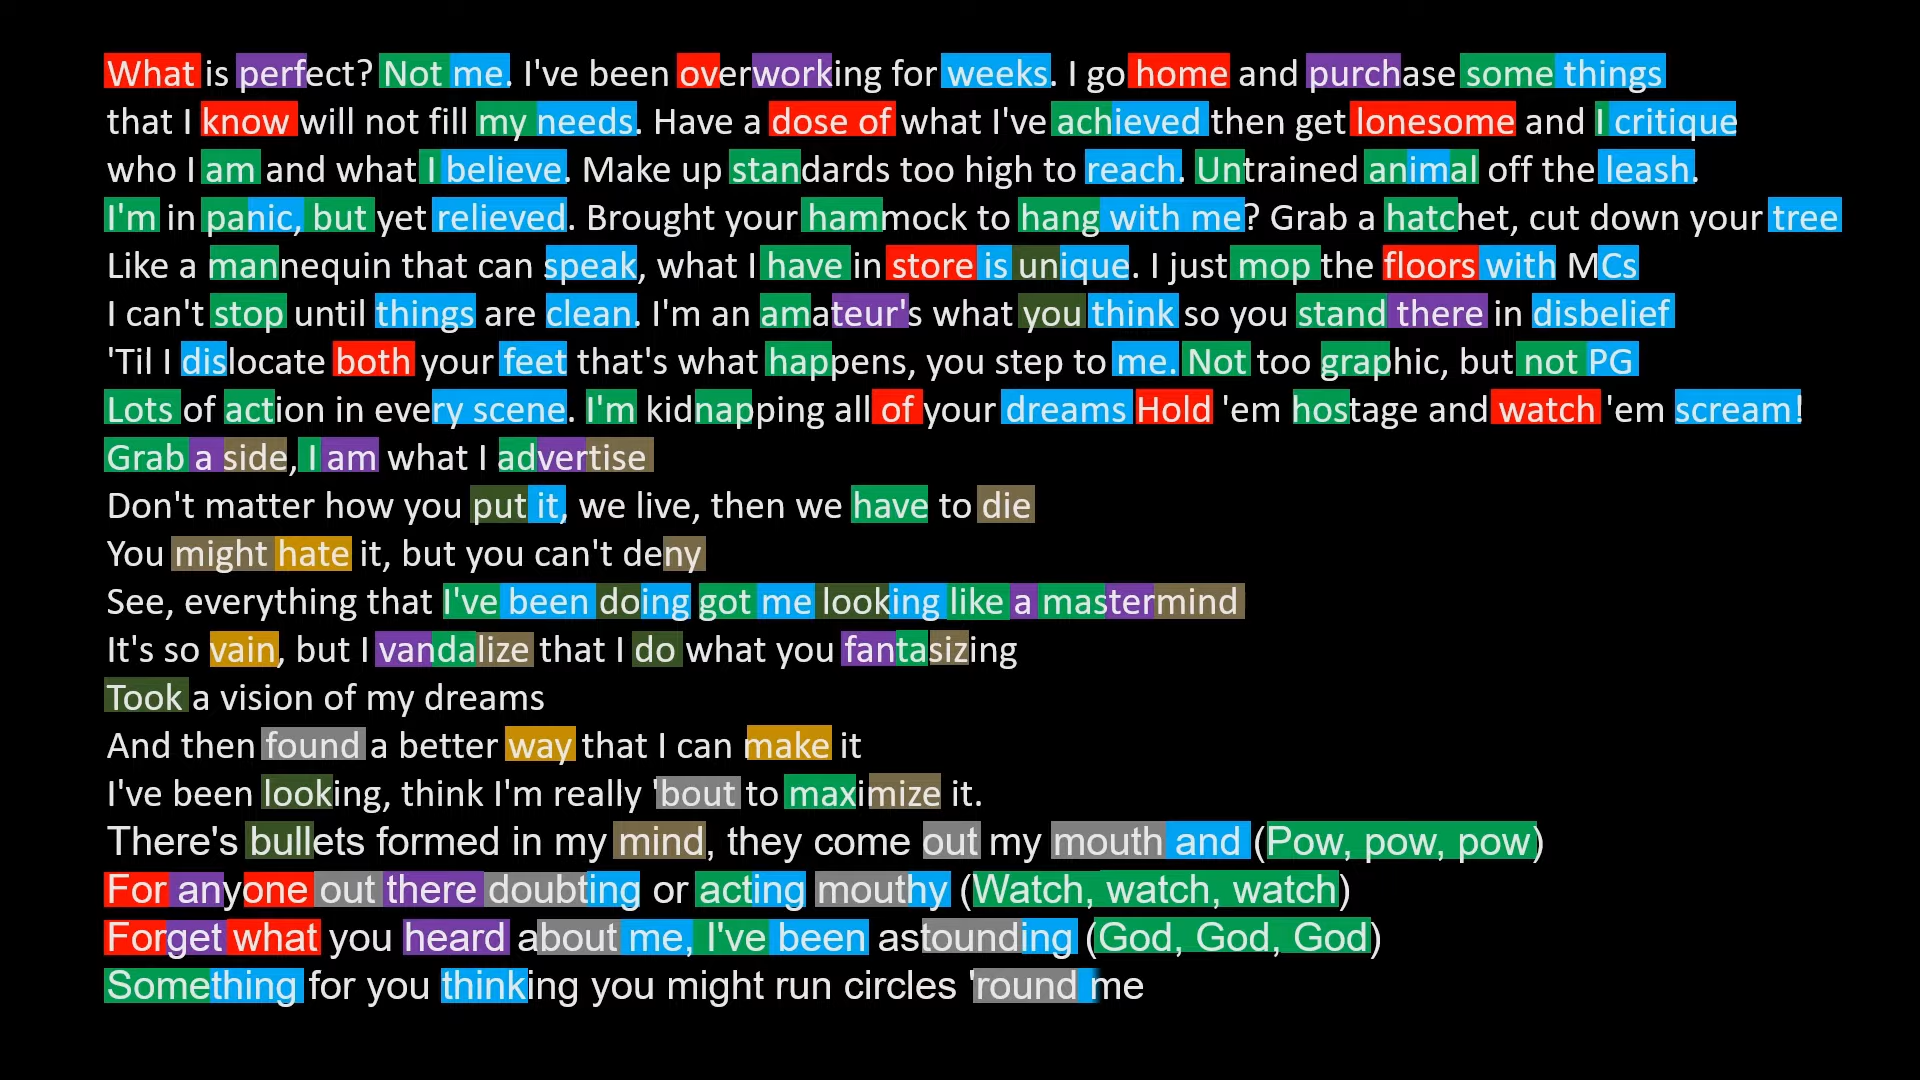 What is perfect? Not me. I've been overworking for weeks. I go home and purchase some things
that I know will not fill my needs. Have a dose of what I've achieved then get lonesome and I critique
who I am and what I believe. Make up standards too high to reach. Untrained animal off the leash.
I'm in panic, but yet relieved. Brought your hammock to hang with me? Grab a hatchet, cut down your tree
Like a mannequin that can speak, what I have in store is unique. I just mop the floors with MCs
I can't stop until things are clean. I'm an amateur's what you think so you stand there in disbelief
'Til I dislocate both your feet that's what happens, you step to me. Not too graphic, but not PG
Lots of action in every scene. I'm kidnapping all of your dreams Hold 'em hostage and watch 'em scream!
Grab a side, I am what I advertise
Don't matter how you put it, we live, then we have to die
You might hate it, but you can't deny
See, everything that I've been doing got me looking like a mastermind
It's so vain, but I vandalize that I do what you fantasizing
Took a vision of my dreams
And then found a better way that I can make it
I've been looking, think I'm really 'bout to maximize it.
There's bullets formed in my mind, they come out my mouth and (Pow, pow, pow)
For anyone out there doubting or acting mouthy (Watch, watch, watch)
Forget what you heard about me, I've been astounding (God, God, God)
Something for you thinking you might run circles 'round me